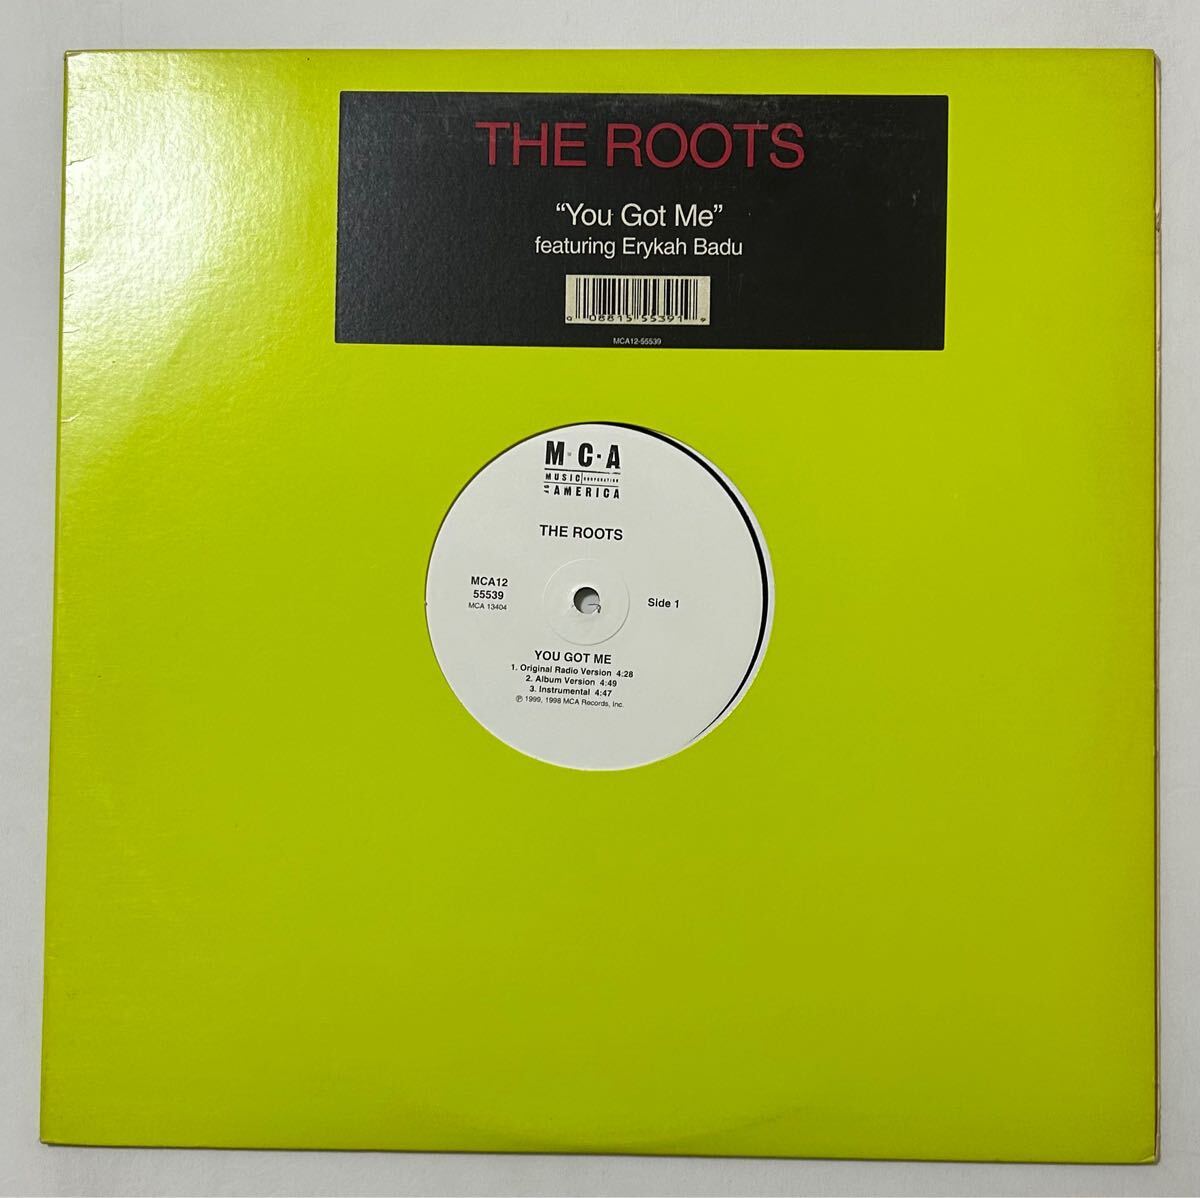 THE ROOTS
“You Got Me”
featuring Erykah Badu
0 08815 55391 9
MCA12-55539
M·C·A
MUSIC CORPORATION
OF AMERICA
THE ROOTS
MCA12
55539
MCA 13404
Side 1
YOU GOT ME
1. Original Radio Version 4:28
2. Album Version 4:49
3. Instrumental 4:47
℗ 1999, 1998 MCA Records, Inc.